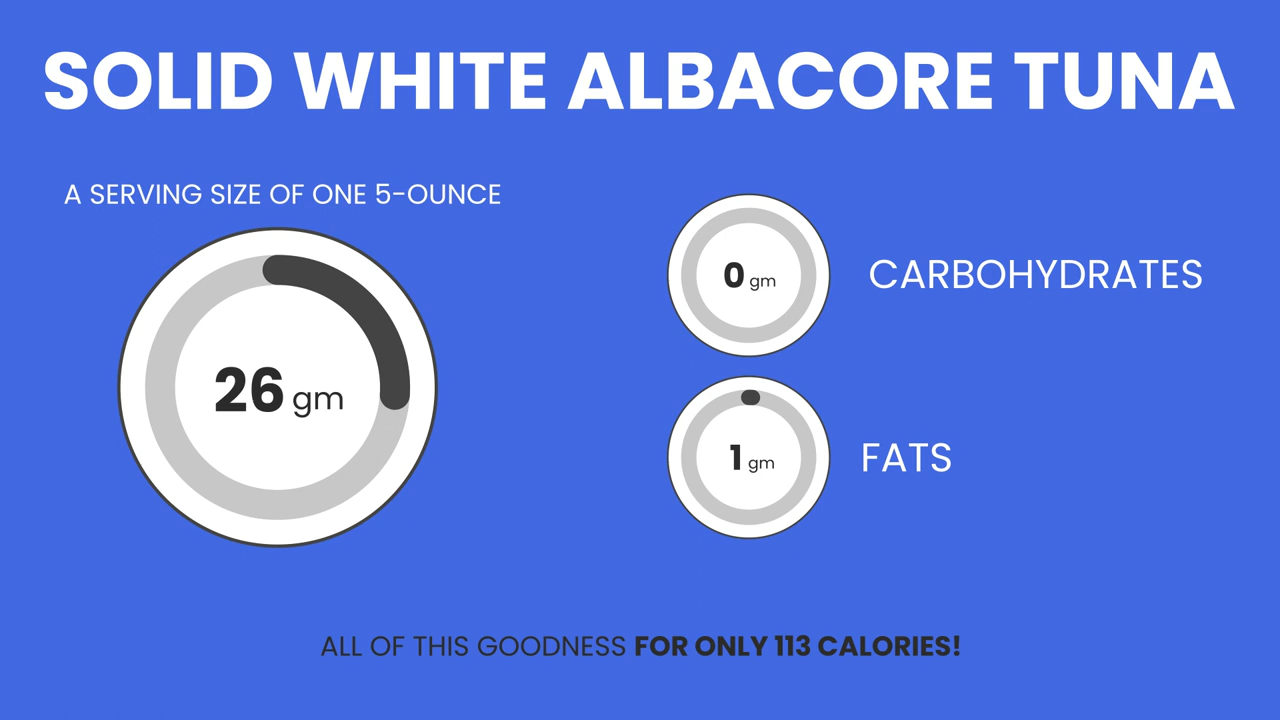 SOLID WHITE ALBACORE TUNA
A SERVING SIZE OF ONE 5-OUNCE
26 gm
0 gm
CARBOHYDRATES
1 gm
FATS
ALL OF THIS GOODNESS FOR ONLY 113 CALORIES!